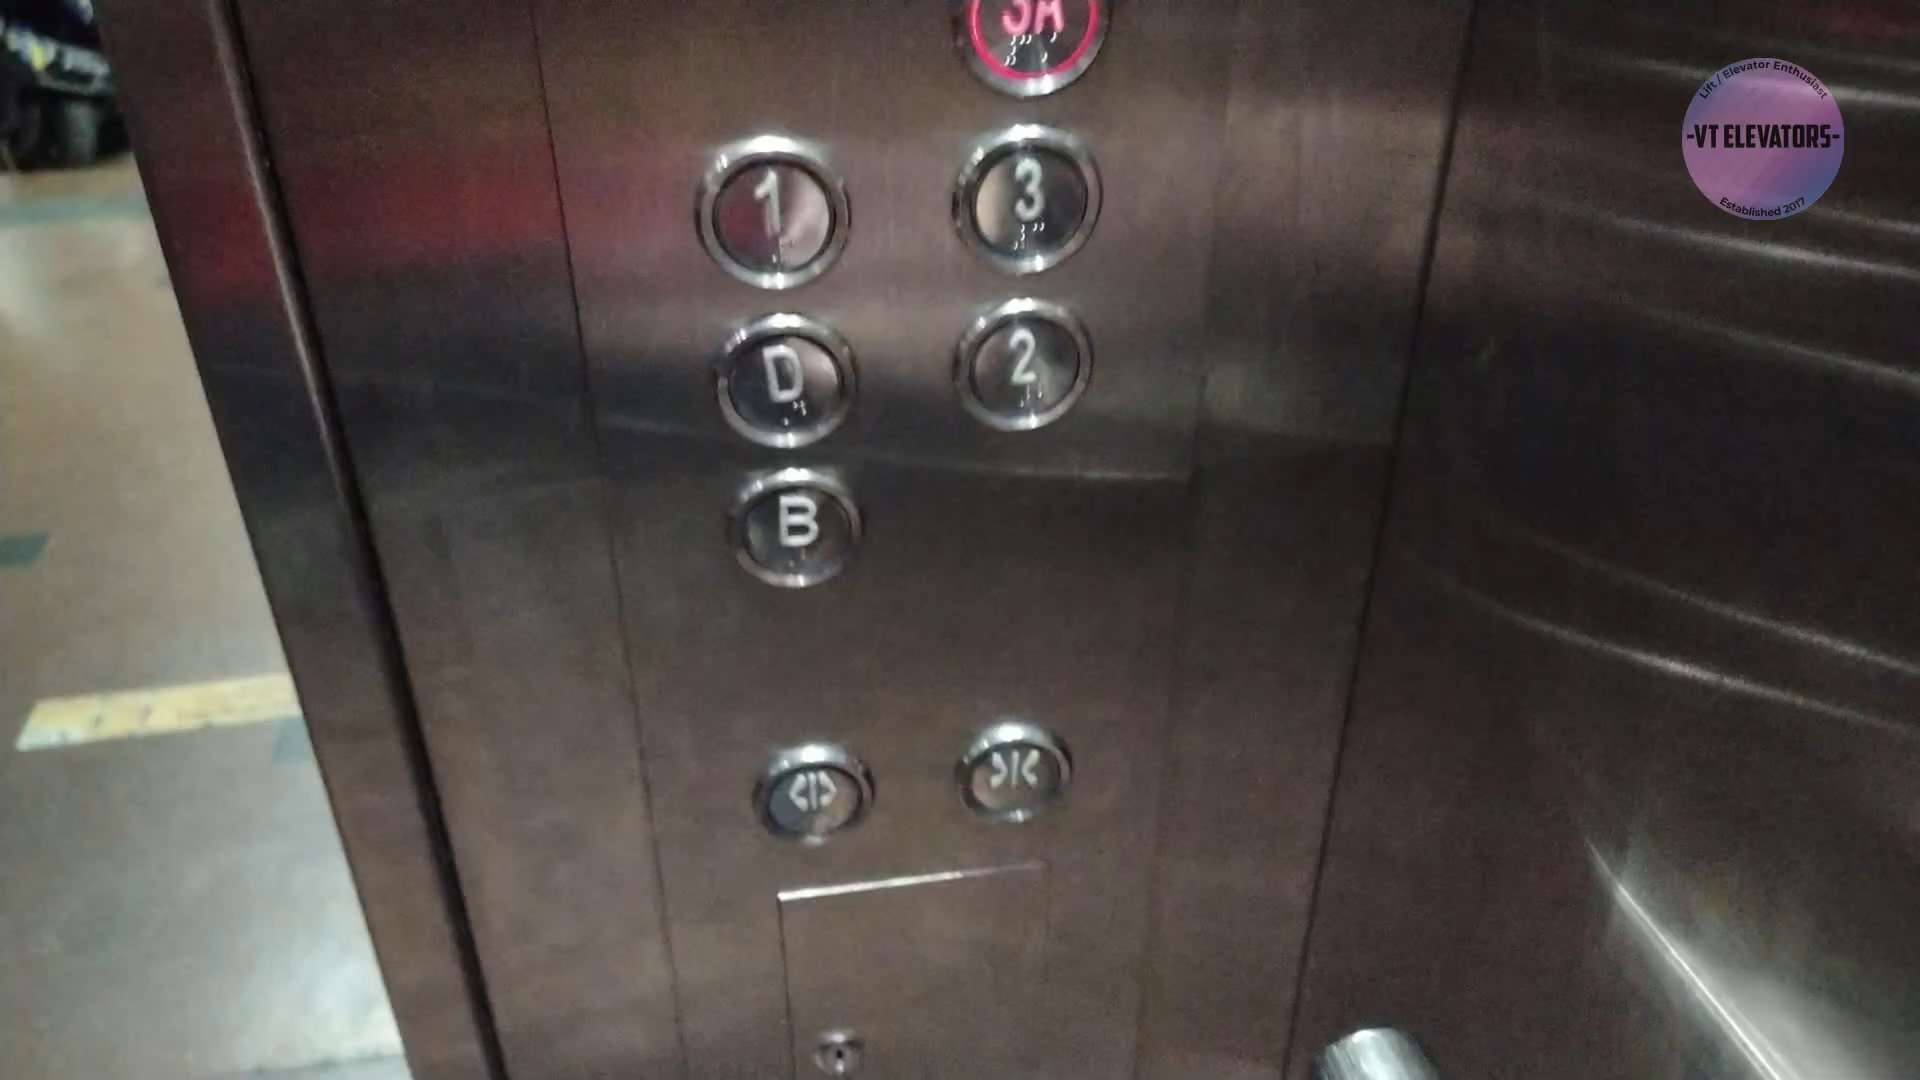 3A
1
3
D
2
B
<|>
>|<
Lift / Elevator Enthusiast
-VT ELEVATORS-
Established 2017